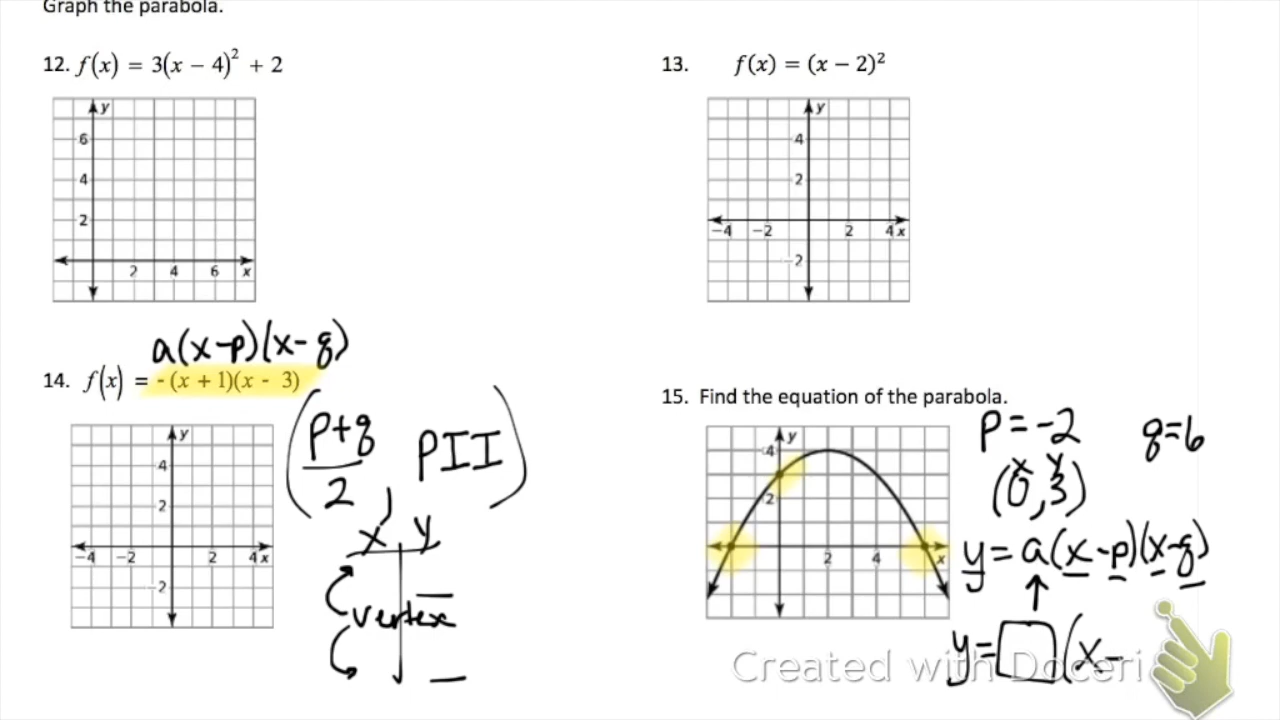 Graph the parabola.
12. f(x) = 3(x − 4)² + 2
y
6
4
2
2 4 6 x
13. f(x) = (x − 2)²
y
4
2
−4 −2 2 4 x
−2
a(x-p)(x-q)
14. f(x) = - (x + 1)(x - 3)
y
4
2
−4 −2 2 4 x
−2
(p+q/2, PII)
x y
vertex
15. Find the equation of the parabola.
y
4
2
2 4 x
p = -2 q = 6
x y
(0, 3)
y = a(x-p)(x-q)
y = (x-
Created with Doceri